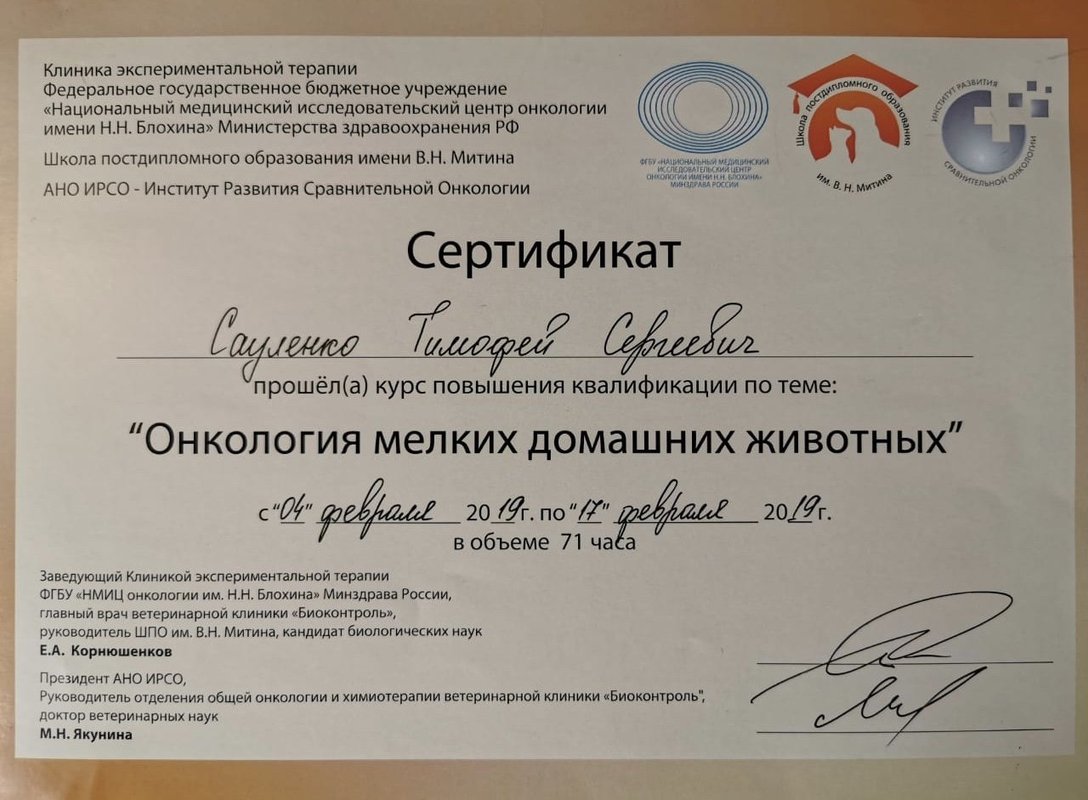 Клиника экспериментальной терапии
Федеральное государственное бюджетное учреждение
«Национальный медицинский исследовательский центр онкологии
имени Н.Н. Блохина» Министерства здравоохранения РФ
Школа постдипломного образования имени В.Н. Митина
АНО ИРСО - Институт Развития Сравнительной Онкологии
ФГБУ «НАЦИОНАЛЬНЫЙ МЕДИЦИНСКИЙ
ИССЛЕДОВАТЕЛЬСКИЙ ЦЕНТР
ОНКОЛОГИИ ИМЕНИ Н.Н. БЛОХИНА»
МИНЗДРАВА РОССИИ
Школа постдипломного образования
им. В. Н. Митина
ИНСТИТУТ РАЗВИТИЯ
СРАВНИТЕЛЬНОЙ ОНКОЛОГИИ
Сертификат
Сауленко Тимофей Сергеевич
прошёл(а) курс повышения квалификации по теме:
“Онкология мелких домашних животных”
с “04” февраля 2019г. по “17” февраля 2019г.
в объеме 71 часа
Заведующий Клиникой экспериментальной терапии
ФГБУ «НМИЦ онкологии им. Н.Н. Блохина» Минздрава России,
главный врач ветеринарной клиники «Биоконтроль»,
руководитель ШПО им. В.Н. Митина, кандидат биологических наук
Е.А. Корнюшенков
Президент АНО ИРСО,
Руководитель отделения общей онкологии и химиотерапии ветеринарной клиники «Биоконтроль",
доктор ветеринарных наук
М.Н. Якунина